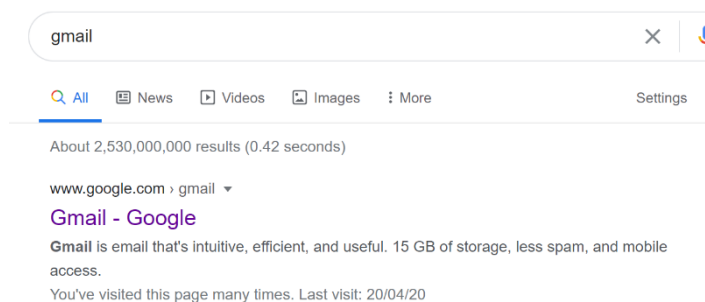 gmail
All News Videos Images More Settings
About 2,530,000,000 results (0.42 seconds)
www.google.com › gmail
Gmail - Google
Gmail is email that's intuitive, efficient, and useful. 15 GB of storage, less spam, and mobile
access.
You've visited this page many times. Last visit: 20/04/20